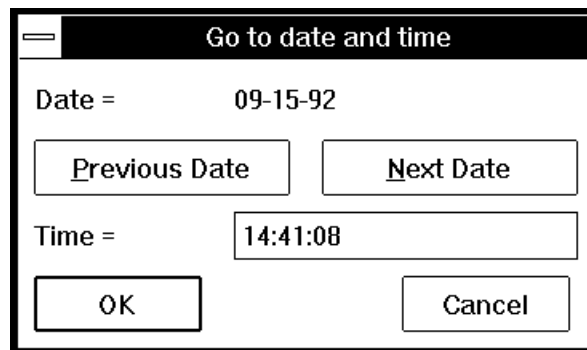 Go to date and time
Date = 09-15-92
Previous Date Next Date
Time = 14:41:08
OK Cancel